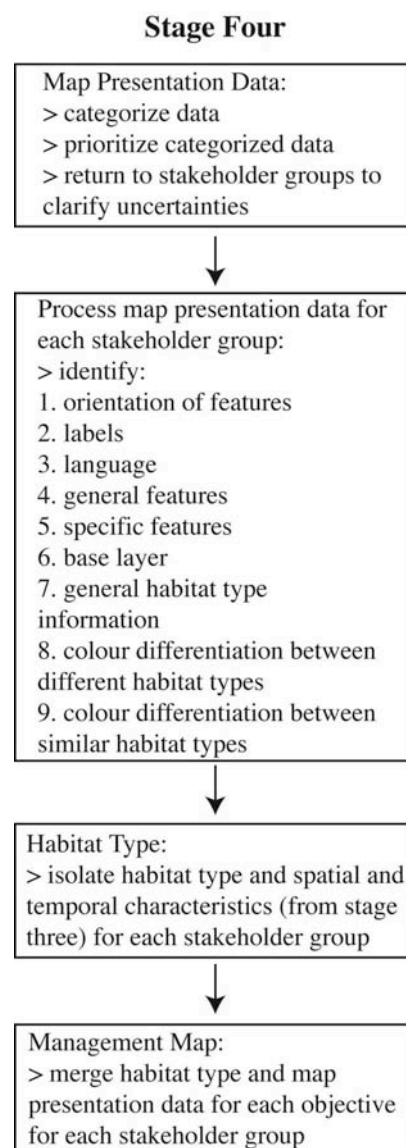 Stage Four
Map Presentation Data:
> categorize data
> prioritize categorized data
> return to stakeholder groups to
clarify uncertainties
Process map presentation data for
each stakeholder group:
> identify:
1. orientation of features
2. labels
3. language
4. general features
5. specific features
6. base layer
7. general habitat type
information
8. colour differentiation between
different habitat types
9. colour differentiation between
similar habitat types
Habitat Type:
> isolate habitat type and spatial and
temporal characteristics (from stage
three) for each stakeholder group
Management Map:
> merge habitat type and map
presentation data for each objective
for each stakeholder group